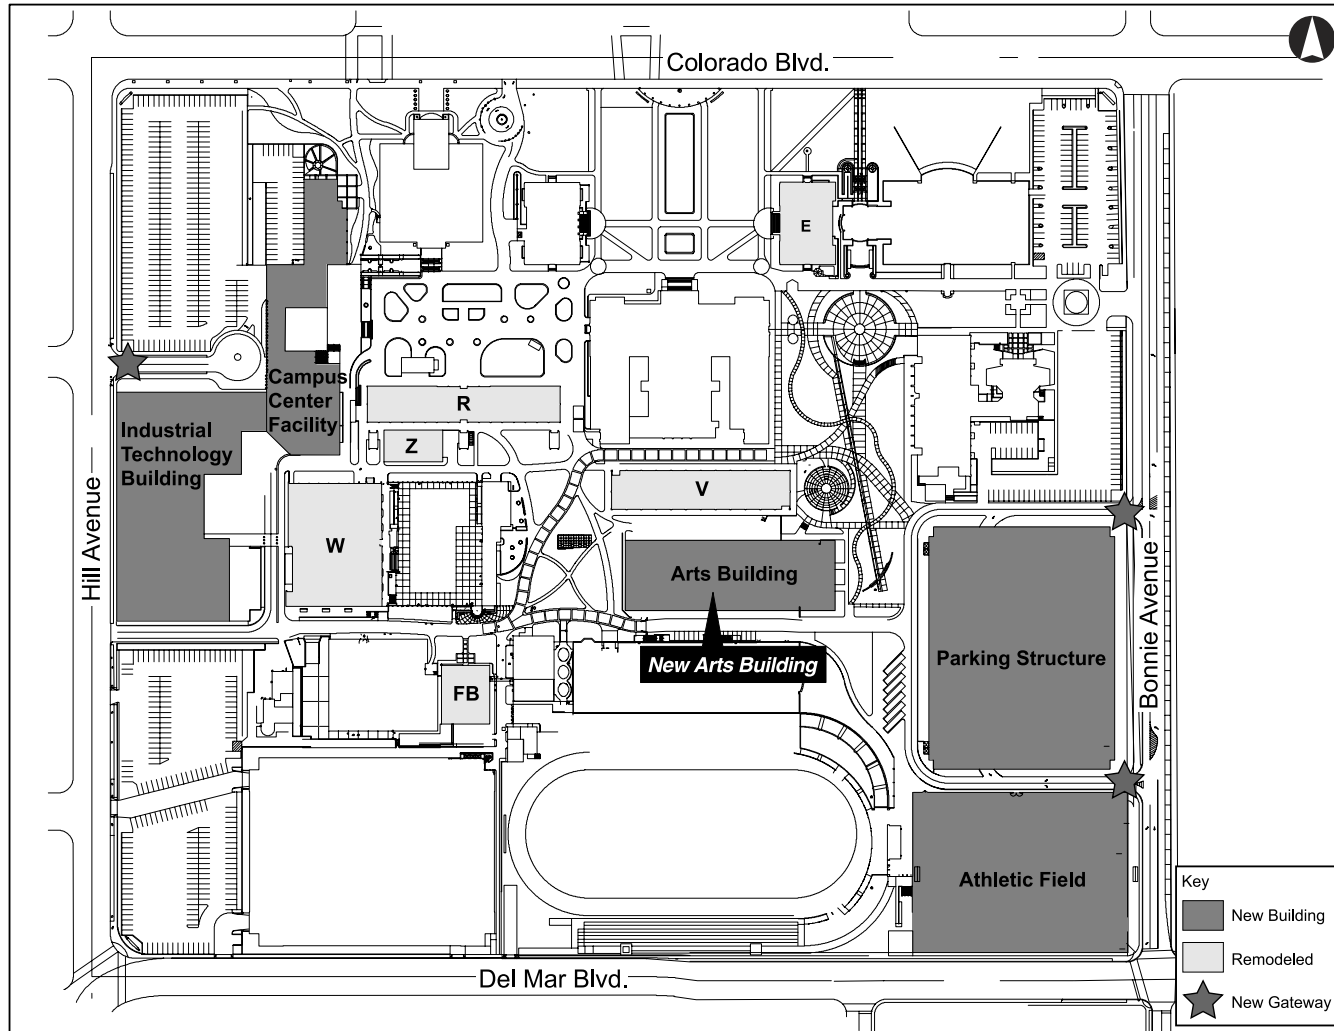 Colorado Blvd.
E
Campus
Center
Facility
R
Industrial
Technology
Building
Z
V
W
Arts Building
Hill Avenue
Bonnie Avenue
New Arts Building
Parking Structure
FB
Athletic Field
Key
New Building
Remodeled
New Gateway
Del Mar Blvd.